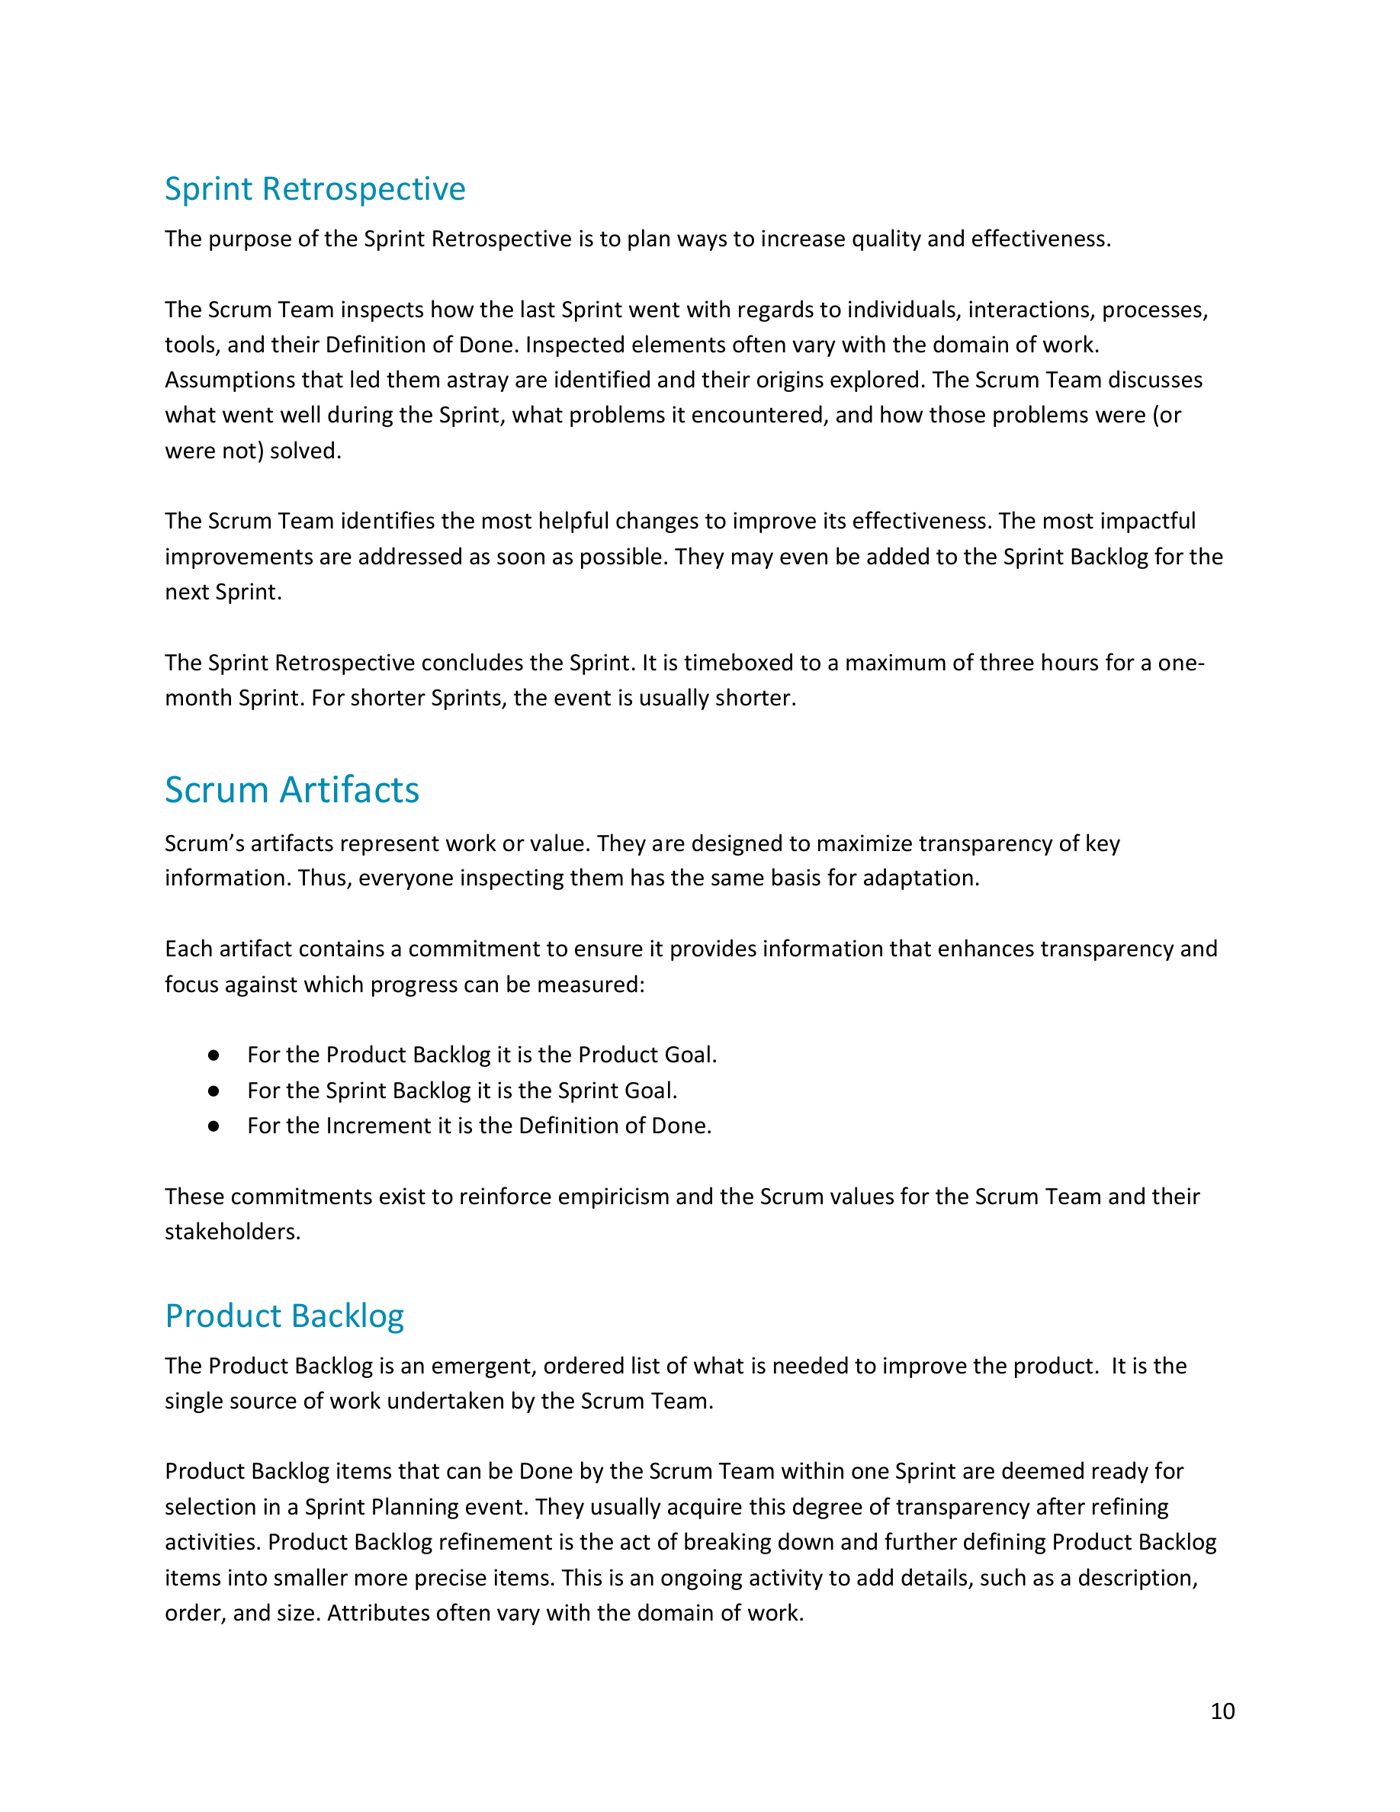 Sprint Retrospective
The purpose of the Sprint Retrospective is to plan ways to increase quality and effectiveness.
The Scrum Team inspects how the last Sprint went with regards to individuals, interactions, processes,
tools, and their Definition of Done. Inspected elements often vary with the domain of work.
Assumptions that led them astray are identified and their origins explored. The Scrum Team discusses
what went well during the Sprint, what problems it encountered, and how those problems were (or
were not) solved.
The Scrum Team identifies the most helpful changes to improve its effectiveness. The most impactful
improvements are addressed as soon as possible. They may even be added to the Sprint Backlog for the
next Sprint.
The Sprint Retrospective concludes the Sprint. It is timeboxed to a maximum of three hours for a one-
month Sprint. For shorter Sprints, the event is usually shorter.
Scrum Artifacts
Scrum’s artifacts represent work or value. They are designed to maximize transparency of key
information. Thus, everyone inspecting them has the same basis for adaptation.
Each artifact contains a commitment to ensure it provides information that enhances transparency and
focus against which progress can be measured:
● For the Product Backlog it is the Product Goal.
● For the Sprint Backlog it is the Sprint Goal.
● For the Increment it is the Definition of Done.
These commitments exist to reinforce empiricism and the Scrum values for the Scrum Team and their
stakeholders.
Product Backlog
The Product Backlog is an emergent, ordered list of what is needed to improve the product.  It is the
single source of work undertaken by the Scrum Team.
Product Backlog items that can be Done by the Scrum Team within one Sprint are deemed ready for
selection in a Sprint Planning event. They usually acquire this degree of transparency after refining
activities. Product Backlog refinement is the act of breaking down and further defining Product Backlog
items into smaller more precise items. This is an ongoing activity to add details, such as a description,
order, and size. Attributes often vary with the domain of work.
10